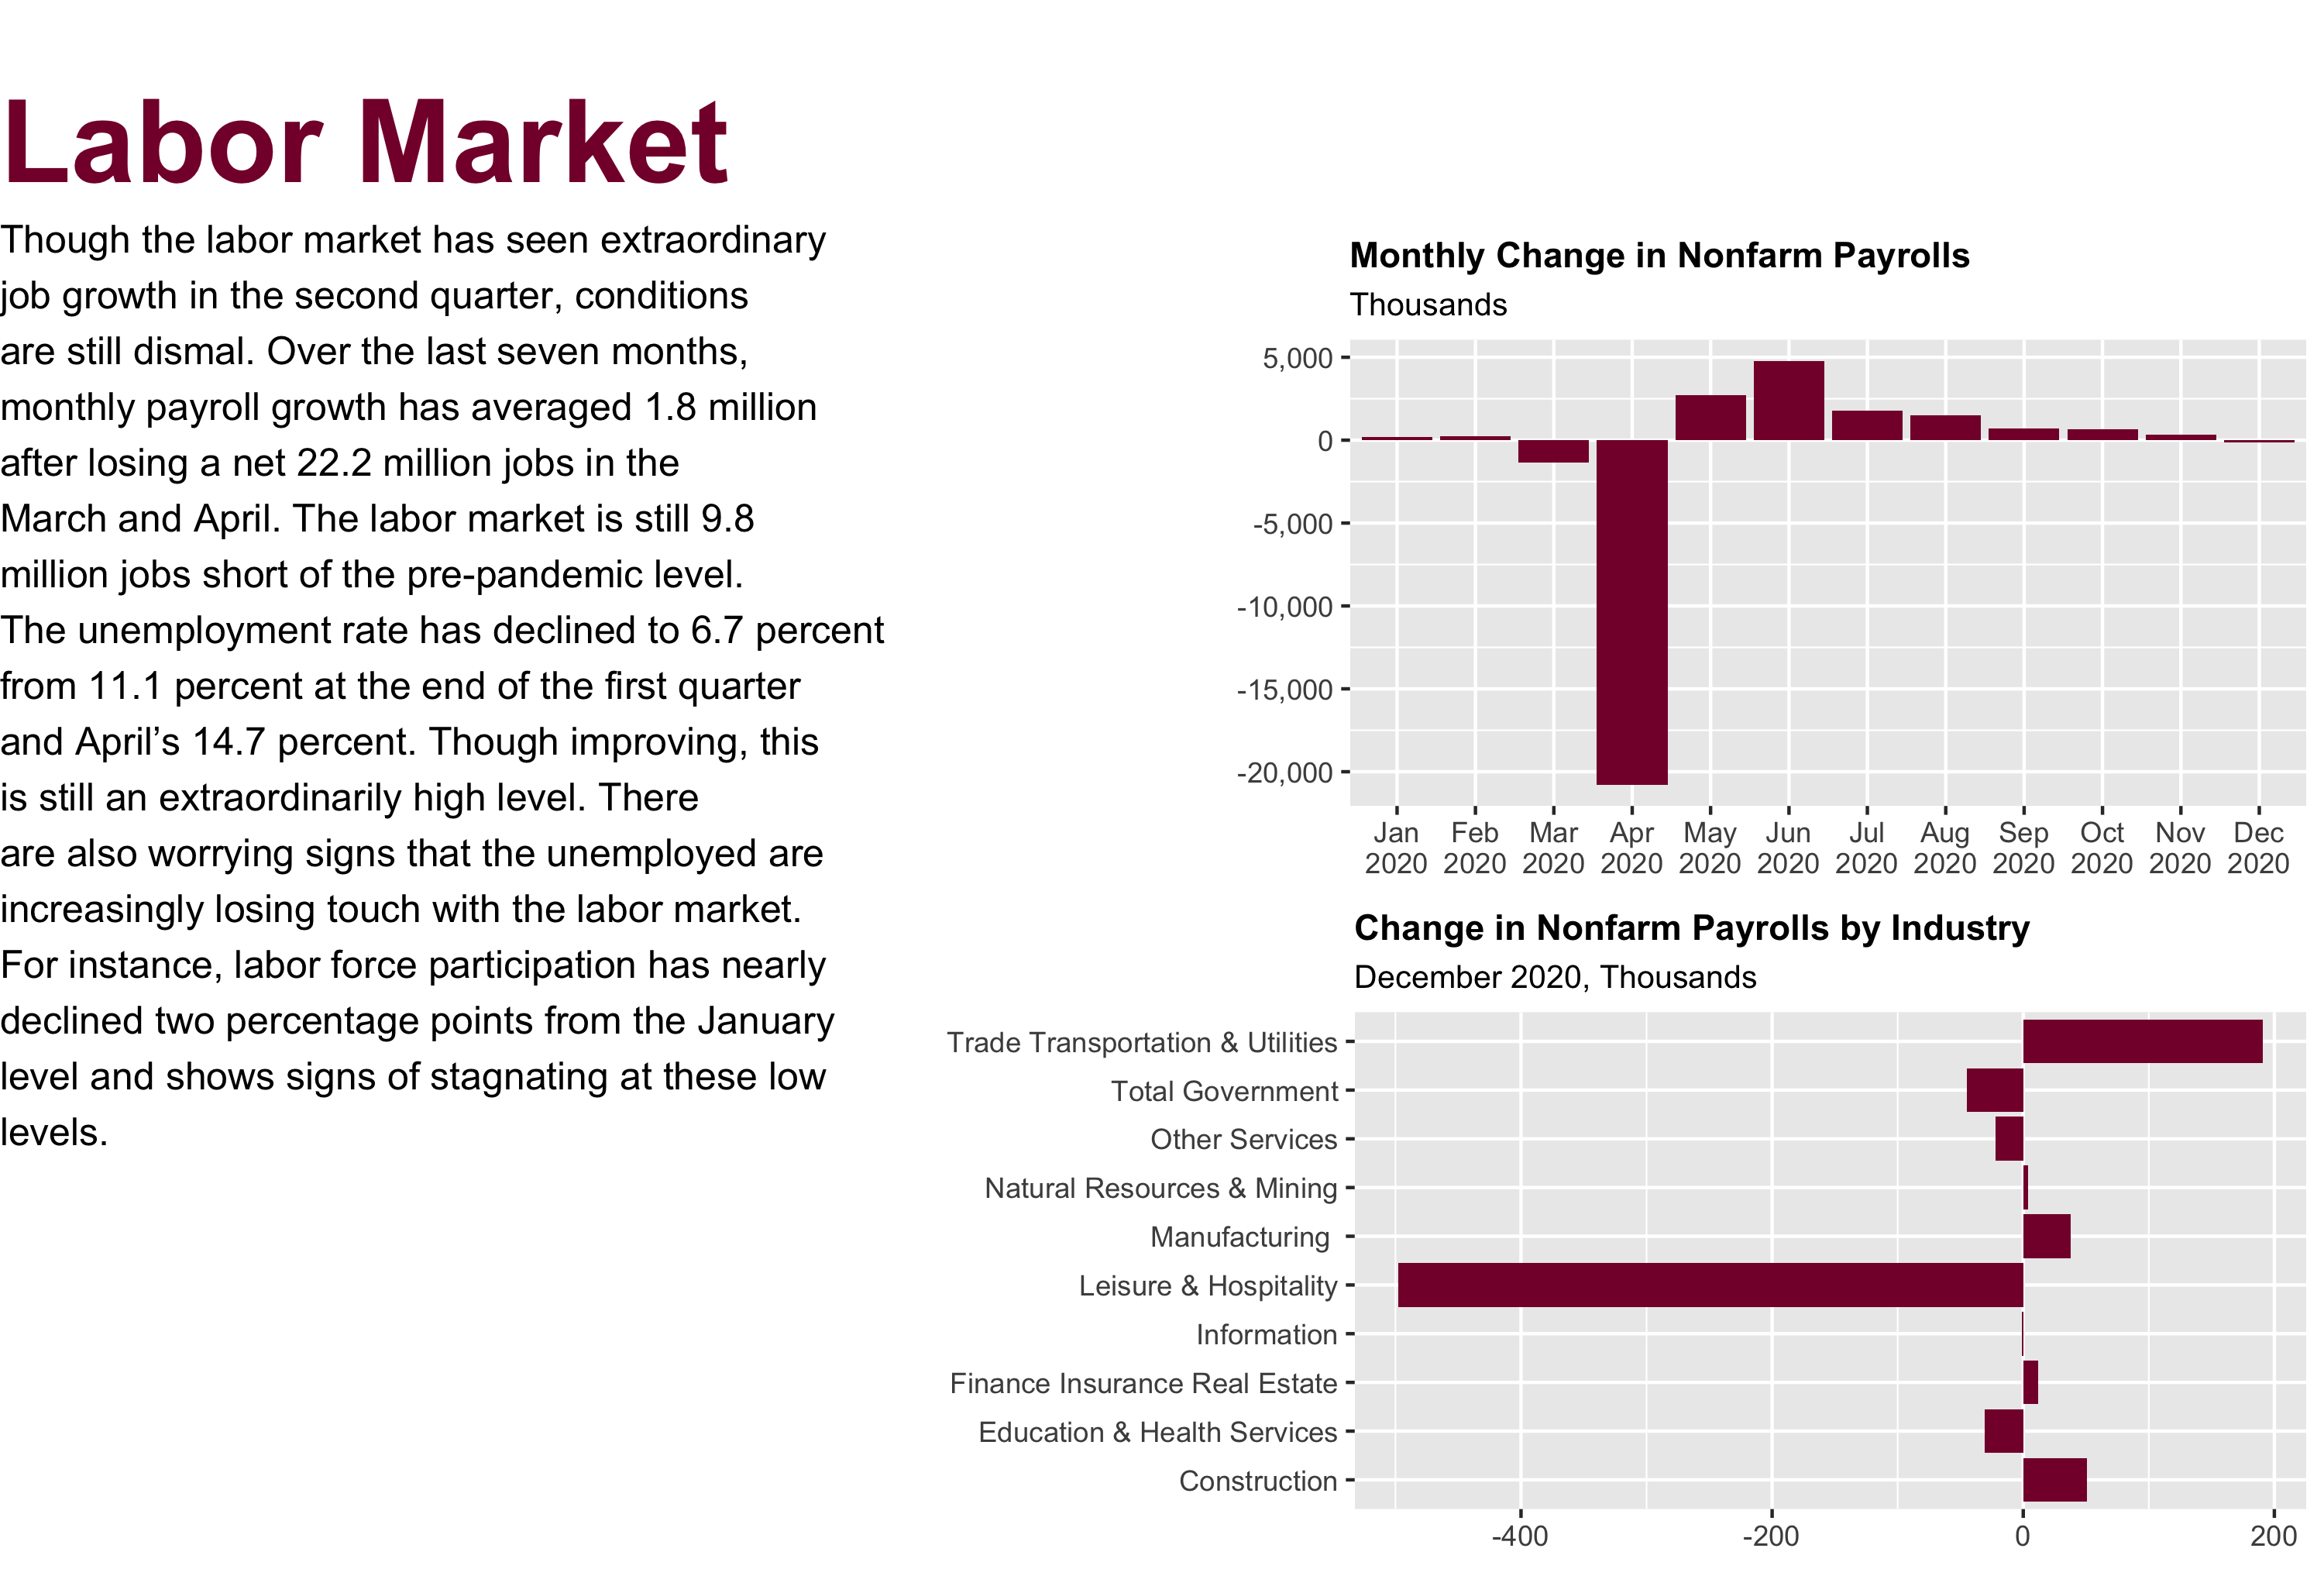 Labor Market
Though the labor market has seen extraordinary
job growth in the second quarter, conditions
are still dismal. Over the last seven months,
monthly payroll growth has averaged 1.8 million
after losing a net 22.2 million jobs in the
March and April. The labor market is still 9.8
million jobs short of the pre-pandemic level.
The unemployment rate has declined to 6.7 percent
from 11.1 percent at the end of the first quarter
and April’s 14.7 percent. Though improving, this
is still an extraordinarily high level. There
are also worrying signs that the unemployed are
increasingly losing touch with the labor market.
For instance, labor force participation has nearly
declined two percentage points from the January
level and shows signs of stagnating at these low
levels.
Monthly Change in Nonfarm Payrolls
Thousands
5,000
0
-5,000
-10,000
-15,000
-20,000
Jan Feb Mar Apr May Jun Jul Aug Sep Oct Nov Dec
2020 2020 2020 2020 2020 2020 2020 2020 2020 2020 2020 2020
Change in Nonfarm Payrolls by Industry
December 2020, Thousands
Trade Transportation & Utilities
Total Government
Other Services
Natural Resources & Mining
Manufacturing
Leisure & Hospitality
Information
Finance Insurance Real Estate
Education & Health Services
Construction
-400 -200 0 200